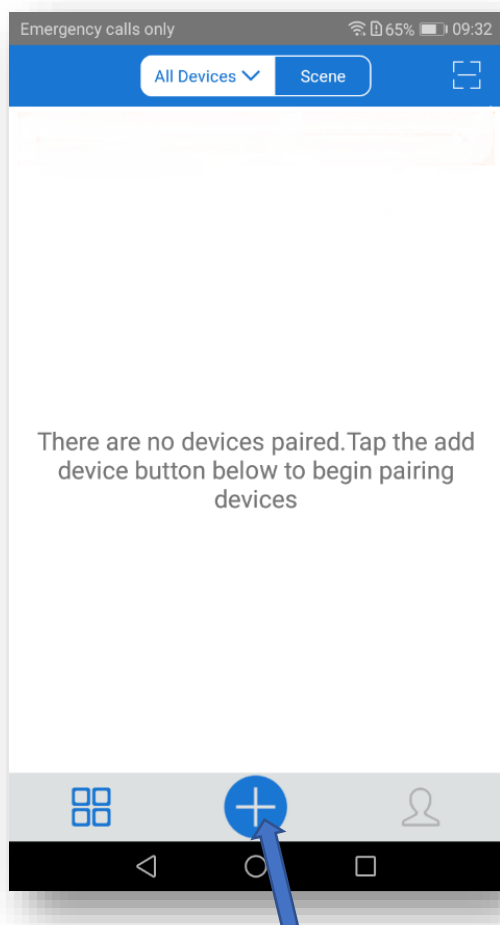 Emergency calls only 65% 09:32
All Devices Scene
There are no devices paired.Tap the add
device button below to begin pairing
devices